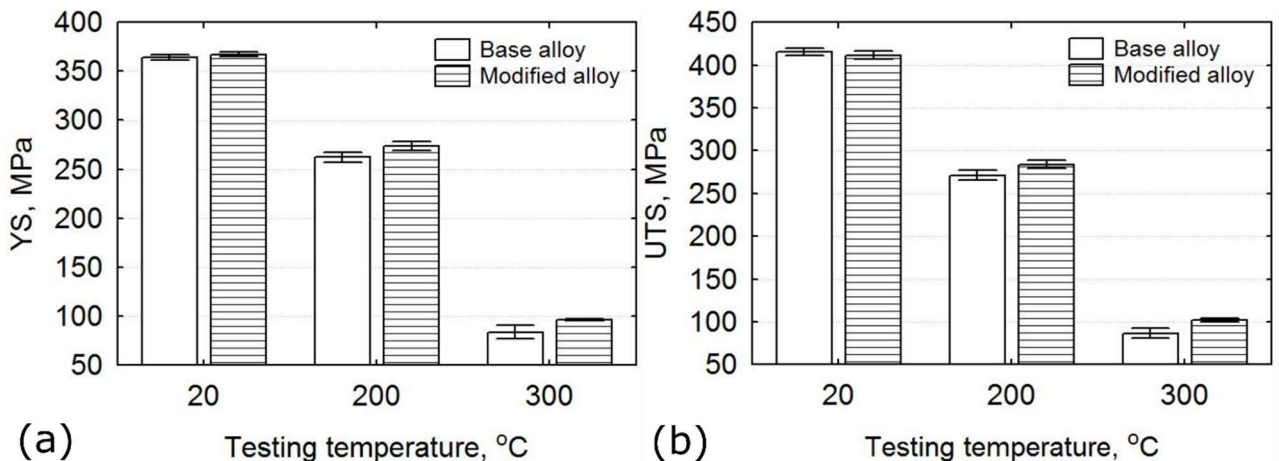 400
350
300
250
200
150
100
50
YS, MPa
Base alloy
Modified alloy
20 200 300
Testing temperature, °C
(a)
450
400
350
300
250
200
150
100
50
UTS, MPa
Base alloy
Modified alloy
20 200 300
Testing temperature, °C
(b)